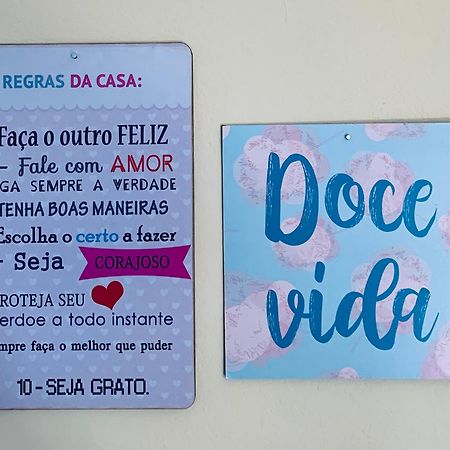 REGRAS DA CASA:
Faça o outro FELIZ
- Fale com AMOR
GA SEMPRE A VERDADE
TENHA BOAS MANEIRAS
Escolha o certo a fazer
- Seja CORAJOSO
ROTEJA SEU
erdoe a todo instante
mpre faça o melhor que puder
10-SEJA GRATO.
Doce
vida